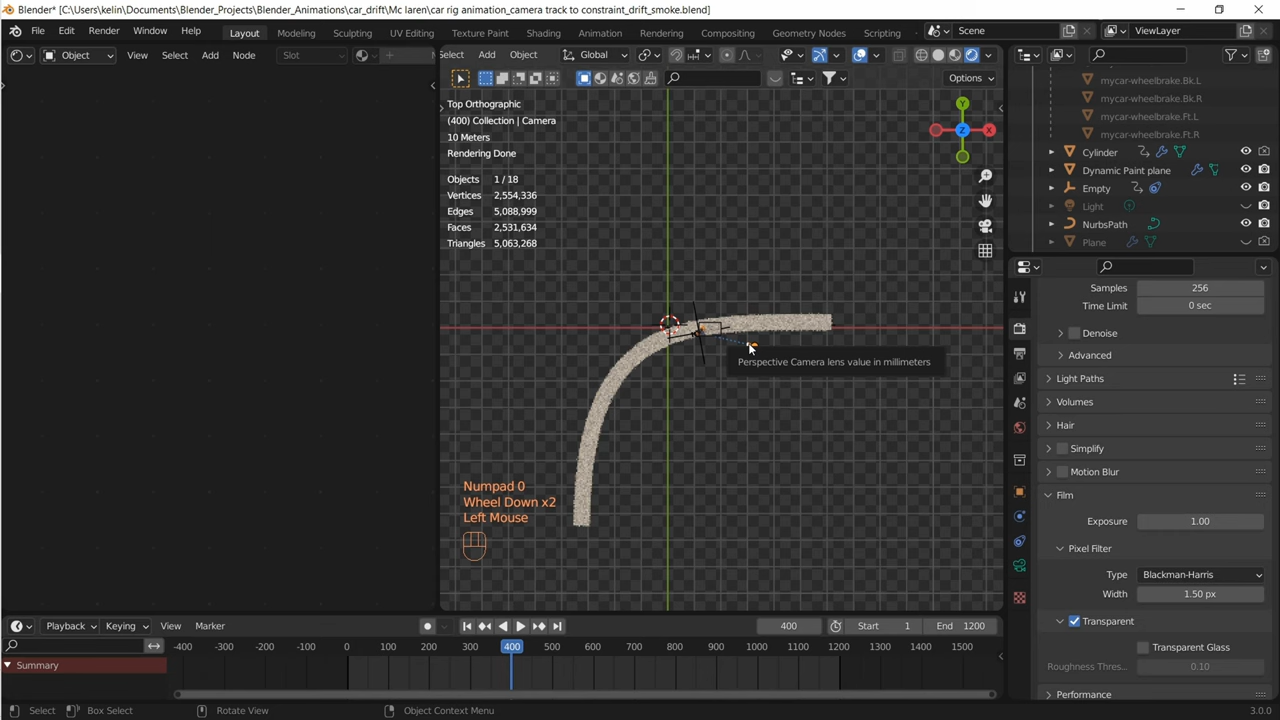 Blender* [C:\Users\kelin\Documents\Blender_Projects\Blender_Animations\car_drift\Mc laren\car rig animation_camera track to constraint_drift_smoke.blend]
File Edit Render Window Help Layout Modeling Sculpting UV Editing Texture Paint Shading Animation Rendering Compositing Geometry Nodes Scripting Scene ViewLayer
Object View Select Add Node Slot Select Add Object Global
Options
Top Orthographic
(400) Collection | Camera
10 Meters
Rendering Done
Objects 1 / 18
Vertices 2,554,336
Edges 5,088,999
Faces 2,531,634
Triangles 5,063,268
Y
X
Z
mycar-wheelbrake.Bk.L
mycar-wheelbrake.Bk.R
mycar-wheelbrake.Ft.L
mycar-wheelbrake.Ft.R
Cylinder
Dynamic Paint plane
Empty
Light
NurbsPath
Plane
Samples 256
Time Limit 0 sec
Denoise
Advanced
Light Paths
Volumes
Hair
Simplify
Motion Blur
Film
Exposure 1.00
Pixel Filter
Type Blackman-Harris
Width 1.50 px
Transparent
Transparent Glass
Roughness Thres... 0.10
Performance
Perspective Camera lens value in millimeters
Numpad 0
Wheel Down x2
Left Mouse
Playback Keying View Marker 400 Start 1 End 1200
-400 -300 -200 -100 0 100 200 300 400 500 600 700 800 900 1000 1100 1200 1300 1400 1500
Summary
Select Box Select Rotate View Object Context Menu 3.0.0